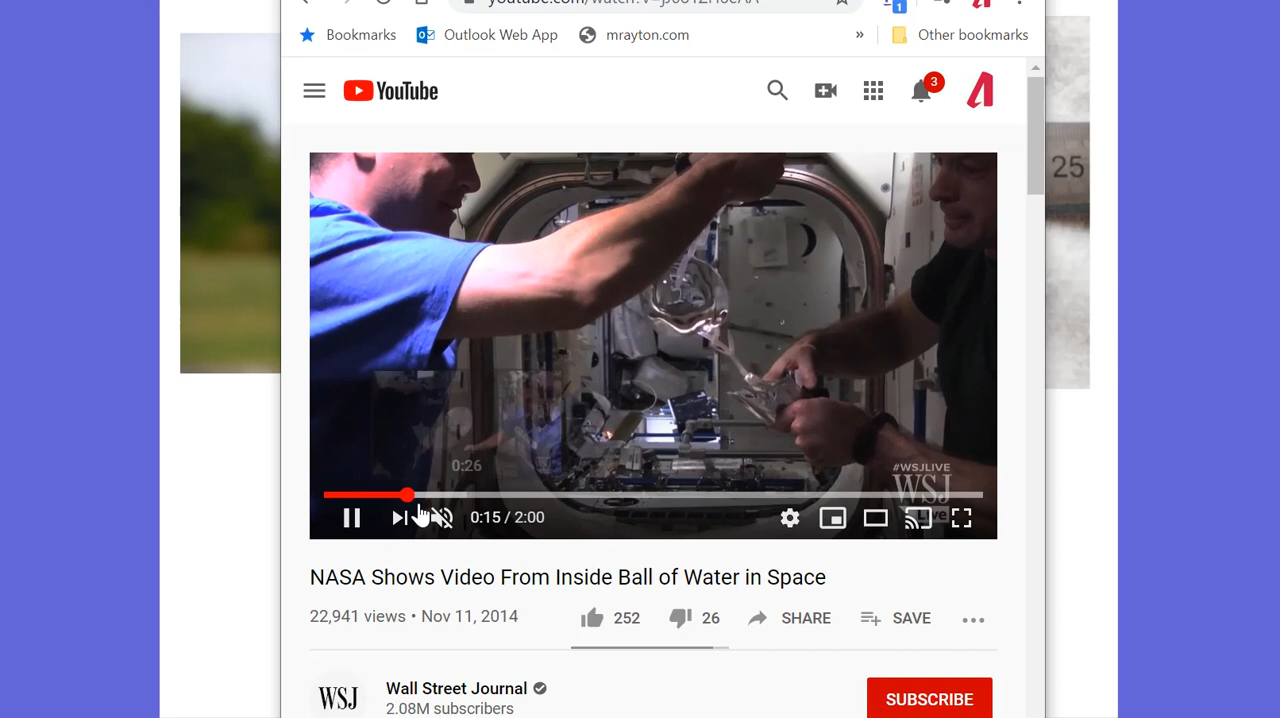 1
Bookmarks Outlook Web App mrayton.com » Other bookmarks
YouTube 3
25
0:26
#WSJLIVE
WSJ
Live
0:15 / 2:00
NASA Shows Video From Inside Ball of Water in Space
22,941 views • Nov 11, 2014 252 26 SHARE SAVE
WSJ Wall Street Journal
2.08M subscribers
SUBSCRIBE